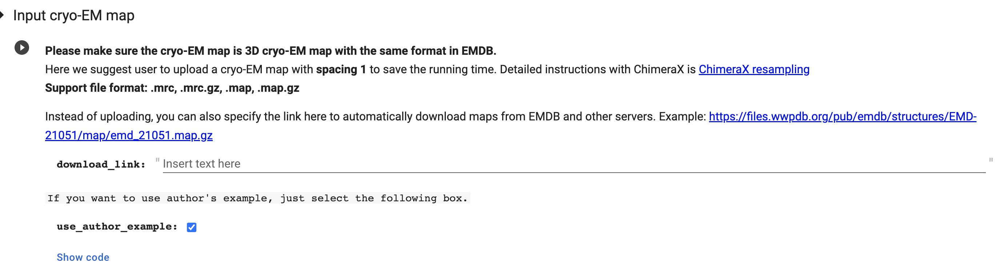 Input cryo-EM map
Please make sure the cryo-EM map is 3D cryo-EM map with the same format in EMDB.
Here we suggest user to upload a cryo-EM map with spacing 1 to save the running time. Detailed instructions with ChimeraX is ChimeraX resampling
Support file format: .mrc, .mrc.gz, .map, .map.gz
Instead of uploading, you can also specify the link here to automatically download maps from EMDB and other servers. Example: https://files.wwpdb.org/pub/emdb/structures/EMD-
21051/map/emd_21051.map.gz
download_link: "Insert text here"
If you want to use author's example, just select the following box.
use_author_example:
Show code